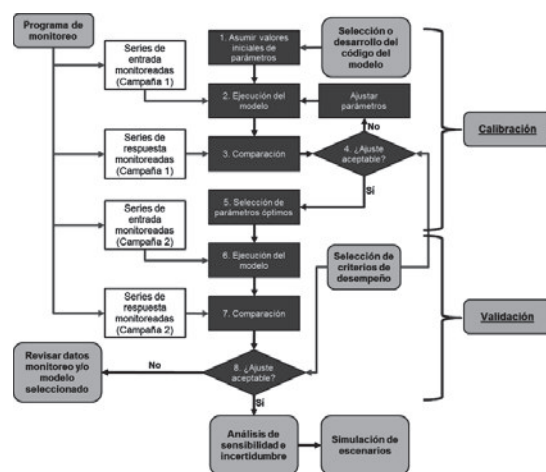 Programa de
monitoreo
Series de
entrada
monitoreadas
(Campaña 1)
1. Asumir valores
iniciales de
parámetros
Selección o
desarrollo del
código del
modelo
2. Ejecución del
modelo
Ajustar
parámetros
No
Calibración
Series de
respuesta
monitoreadas
(Campaña 1)
3. Comparación
4. ¿Ajuste
aceptable?
Sí
5. Selección de
parámetros óptimos
Series de
entrada
monitoreadas
(Campaña 2)
6. Ejecución del
modelo
Selección de
criterios de
desempeño
Series de
respuesta
monitoreadas
(Campaña 2)
7. Comparación
Validación
Revisar datos
monitoreo y/o
modelo
seleccionado
No
8. ¿Ajuste
aceptable?
Sí
Análisis de
sensibilidad e
incertidumbre
Simulación de
escenarios